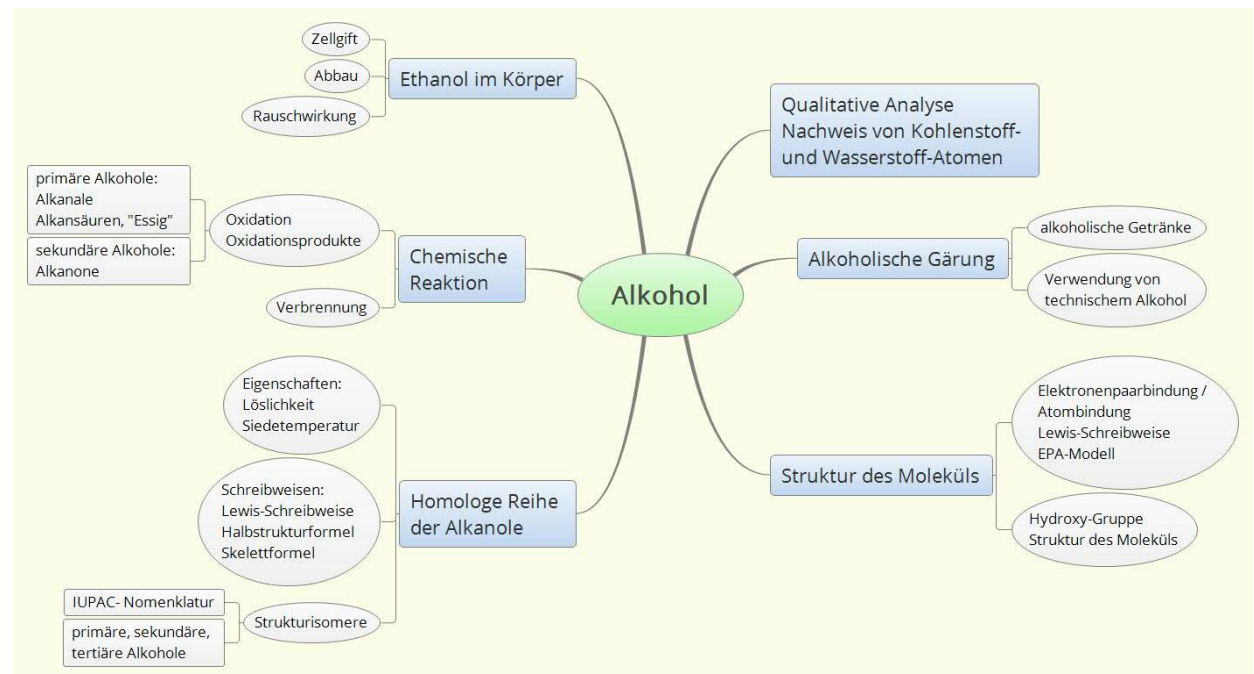 Alkohol
Ethanol im Körper
Zellgift
Abbau
Rauschwirkung
Chemische
Reaktion
Oxidation
Oxidationsprodukte
primäre Alkohole:
Alkanale
Alkansäuren, "Essig"
sekundäre Alkohole:
Alkanone
Verbrennung
Homologe Reihe
der Alkanole
Eigenschaften:
Löslichkeit
Siedetemperatur
Schreibweisen:
Lewis-Schreibweise
Halbstrukturformel
Skelettformel
Strukturisomere
IUPAC- Nomenklatur
primäre, sekundäre,
tertiäre Alkohole
Qualitative Analyse
Nachweis von Kohlenstoff-
und Wasserstoff-Atomen
Alkoholische Gärung
alkoholische Getränke
Verwendung von
technischem Alkohol
Struktur des Moleküls
Elektronenpaarbindung /
Atombindung
Lewis-Schreibweise
EPA-Modell
Hydroxy-Gruppe
Struktur des Moleküls